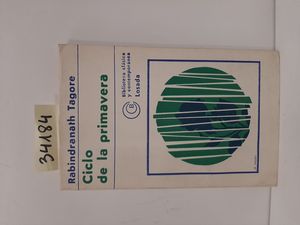 34184
Rabindranath Tagore
Ciclo
de la primavera
Biblioteca clásica
y contemporánea
Losada